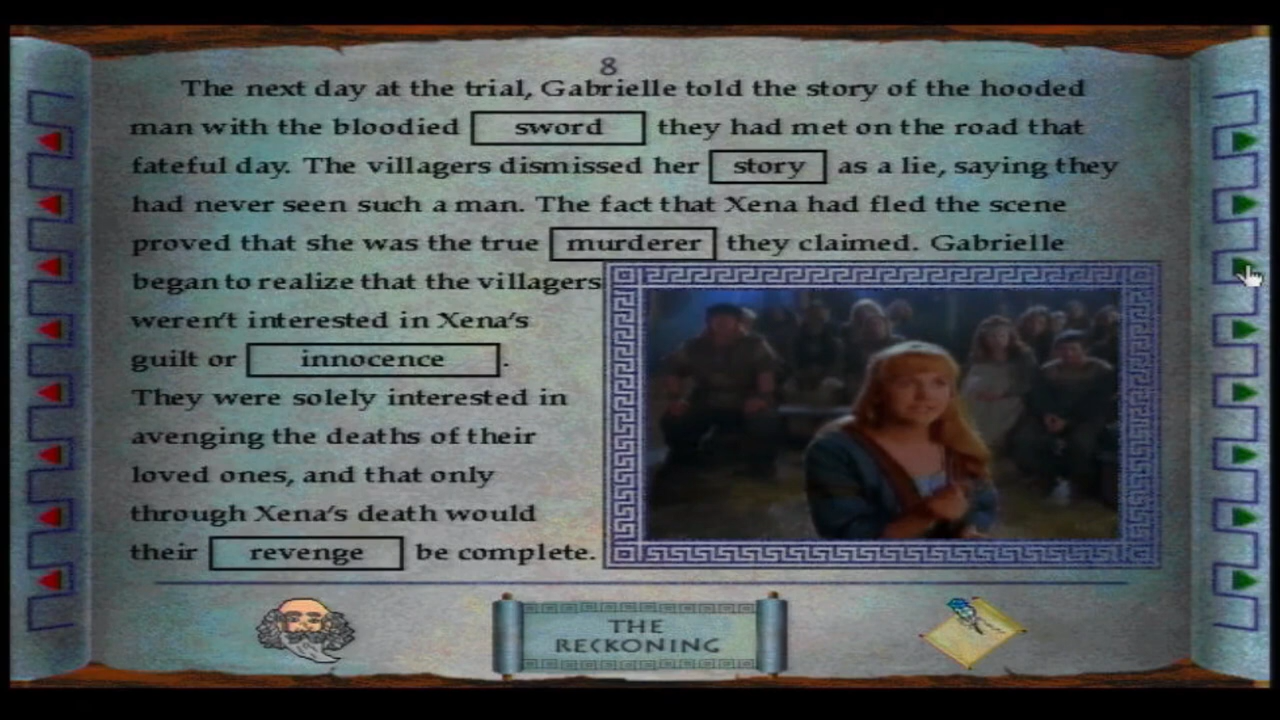 8
The next day at the trial, Gabrielle told the story of the hooded
man with the bloodied sword they had met on the road that
fateful day. The villagers dismissed her story as a lie, saying they
had never seen such a man. The fact that Xena had fled the scene
proved that she was the true murderer they claimed. Gabrielle
began to realize that the villagers
weren't interested in Xena's
guilt or innocence.
They were solely interested in
avenging the deaths of their
loved ones, and that only
through Xena's death would
their revenge be complete.
THE
RECKONING